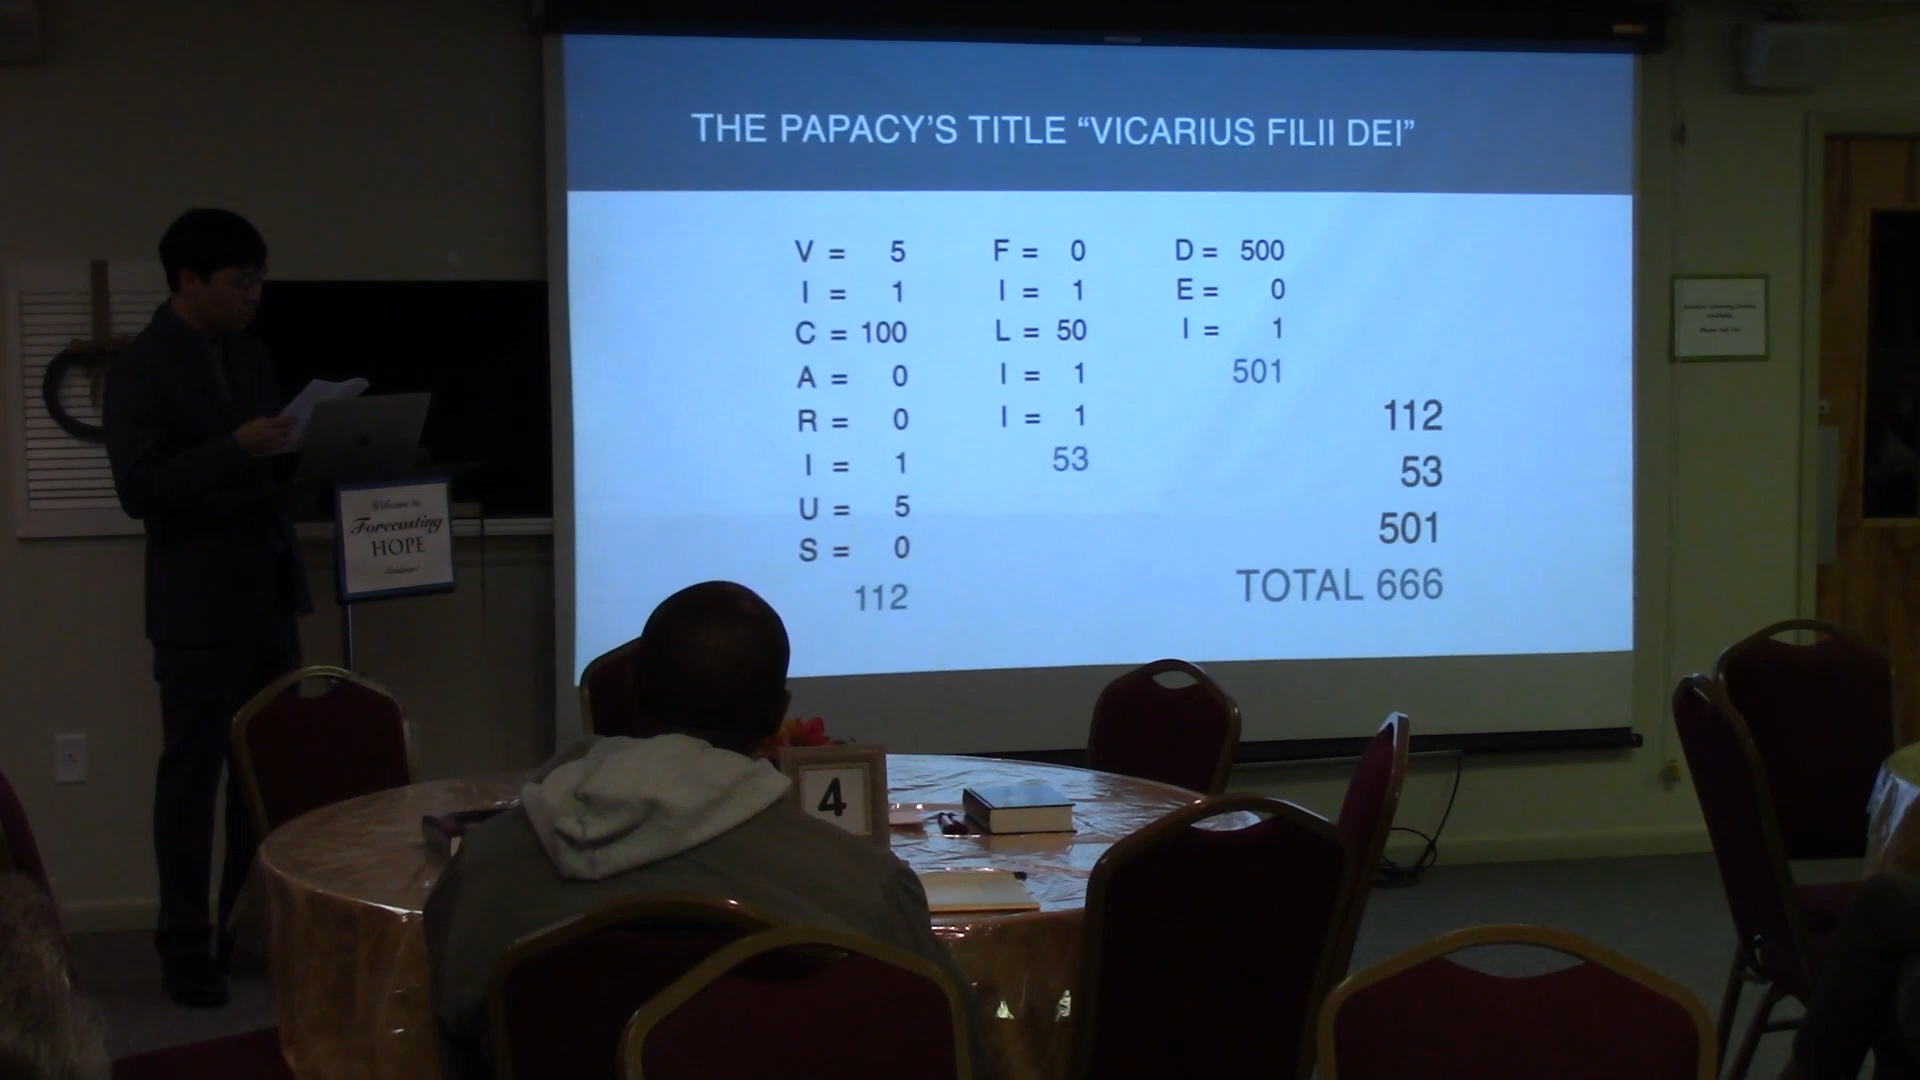 THE PAPACY'S TITLE “VICARIUS FILII DEI”
V = 5
I = 1
C = 100
A = 0
R = 0
I = 1
U = 5
S = 0
112
F = 0
I = 1
L = 50
I = 1
I = 1
53
D = 500
E = 0
I = 1
501
112
53
501
TOTAL 666
Welcome to
Forecasting
HOPE
4